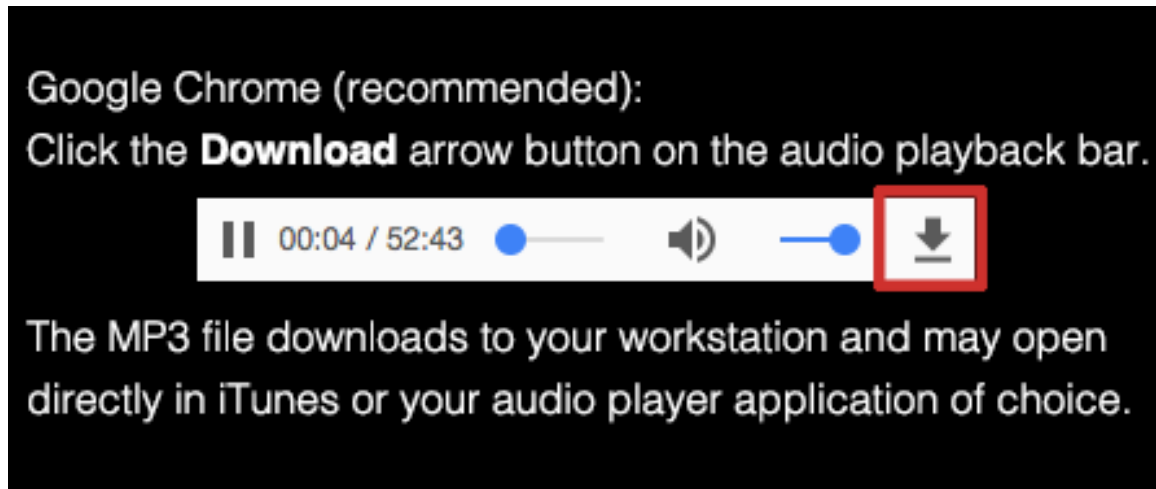 Google Chrome (recommended):
Click the Download arrow button on the audio playback bar.
00:04 / 52:43
The MP3 file downloads to your workstation and may open
directly in iTunes or your audio player application of choice.